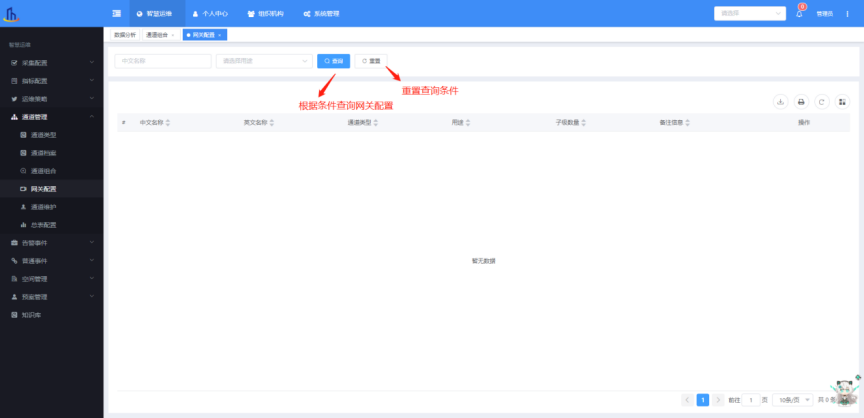 智慧运维
个人中心
组织机构
系统管理
请选择
8
管理员
智慧运维
采集配置
指标配置
运维策略
通道管理
通道类型
通道档案
通道组合
网关配置
通道维护
总表配置
告警事件
普通事件
空间管理
预案管理
知识库
数据分析
通道组合 ×
网关配置 ×
中文名称
请选择用途
查询
重置
重置查询条件
根据条件查询网关配置
#
中文名称
英文名称
通道类型
用途
子级数量
备注信息
操作
暂无数据
1
前往 1 页
10条/页
共 0 条